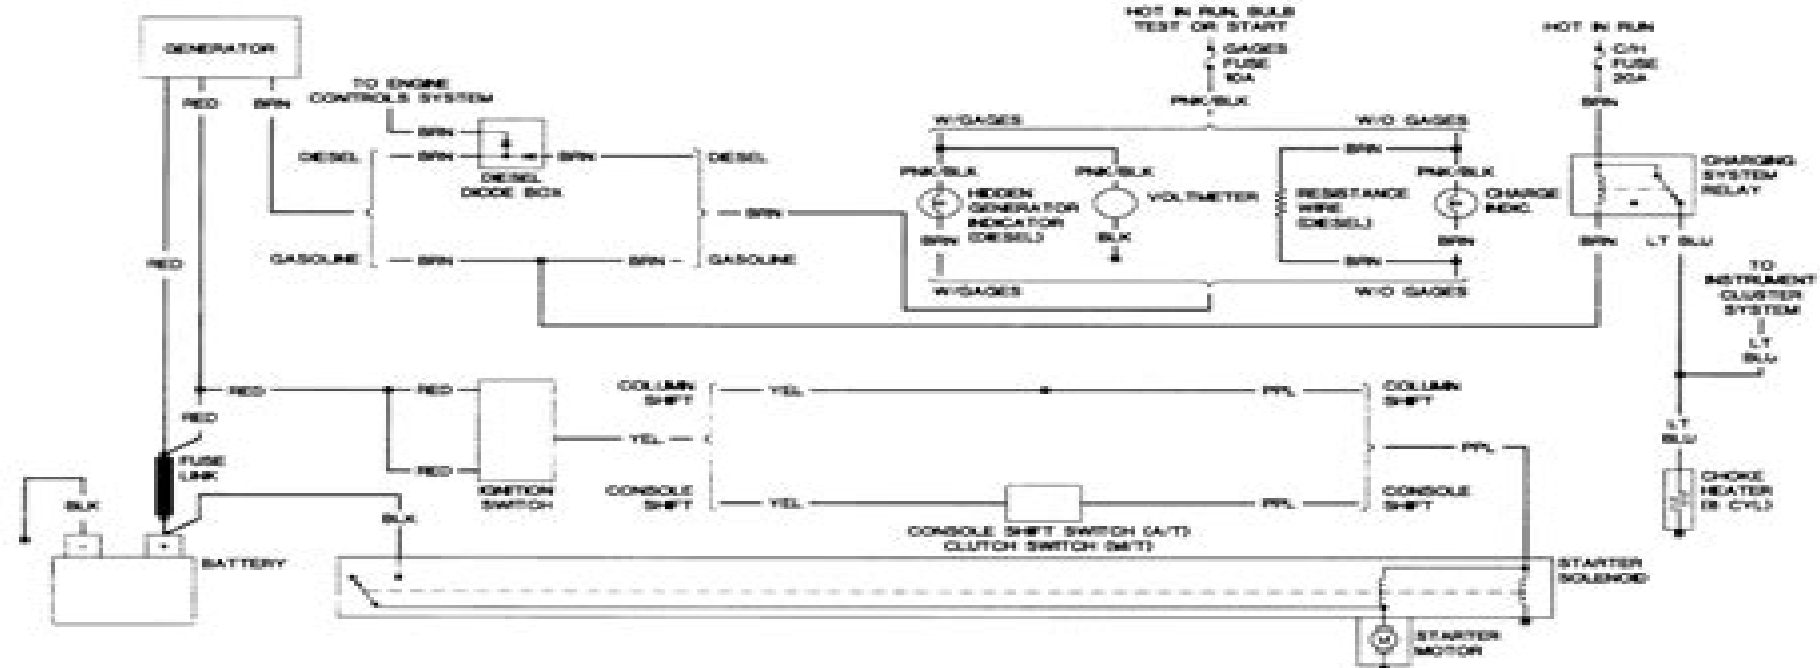 GENERATOR
RED
BRN
TO ENGINE
CONTROLS SYSTEM
BRN
DIESEL
BRN
BRN
DIESEL
DIESEL
DIODE BOX
BRN
GASOLINE
BRN
BRN
GASOLINE
RED
HOT IN RUN, BULB
TEST OR START
GAGES
FUSE
10A
PNK/BLK
W/GAGES
W/O GAGES
PNK/BLK
PNK/BLK
BRN
PNK/BLK
HIDDEN
GENERATOR
INDICATOR
(DIESEL)
VOLTMETER
RESISTANCE
WIRE
(DIESEL)
CHARGE
INDIC.
BRN
BLK
BRN
BRN
W/GAGES
W/O GAGES
HOT IN RUN
C/H
FUSE
20A
BRN
CHARGING
SYSTEM
RELAY
BRN
LT BLU
TO
INSTRUMENT
CLUSTER
SYSTEM
LT
BLU
LT
BLU
CHOKE
HEATER
(8 CYL)
RED
RED
RED
RED
IGNITION
SWITCH
YEL
COLUMN
SHIFT
YEL
PPL
COLUMN
SHIFT
PPL
CONSOLE
SHIFT
YEL
PPL
CONSOLE
SHIFT
CONSOLE SHIFT SWITCH (A/T)
CLUTCH SWITCH (M/T)
FUSE
LINK
BLK
BLK
-
+
BATTERY
STARTER
SOLENOID
M
STARTER
MOTOR